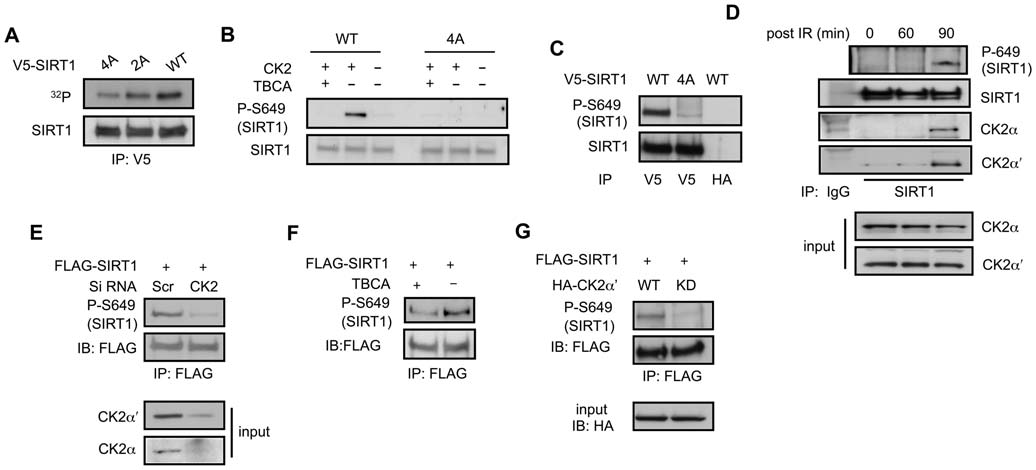 A
V5-SIRT1 4A 2A WT
32P
SIRT1
IP: V5
B
WT 4A
CK2 + + − + + −
TBCA + − − + − −
P-S649
(SIRT1)
SIRT1
C
V5-SIRT1 WT 4A WT
P-S649
(SIRT1)
SIRT1
IP V5 V5 HA
D
post IR (min) 0 60 90
P-649
(SIRT1)
SIRT1
CK2α
CK2α′
IP: IgG SIRT1
input
CK2α
CK2α′
E
FLAG-SIRT1 + +
Si RNA Scr CK2
P-S649
(SIRT1)
IB: FLAG
IP: FLAG
CK2α′
CK2α
input
F
FLAG-SIRT1 + +
TBCA + −
P-S649
(SIRT1)
IB:FLAG
IP: FLAG
G
FLAG-SIRT1 + +
HA-CK2α′ WT KD
P-S649
(SIRT1)
IB: FLAG
IP: FLAG
input
IB: HA